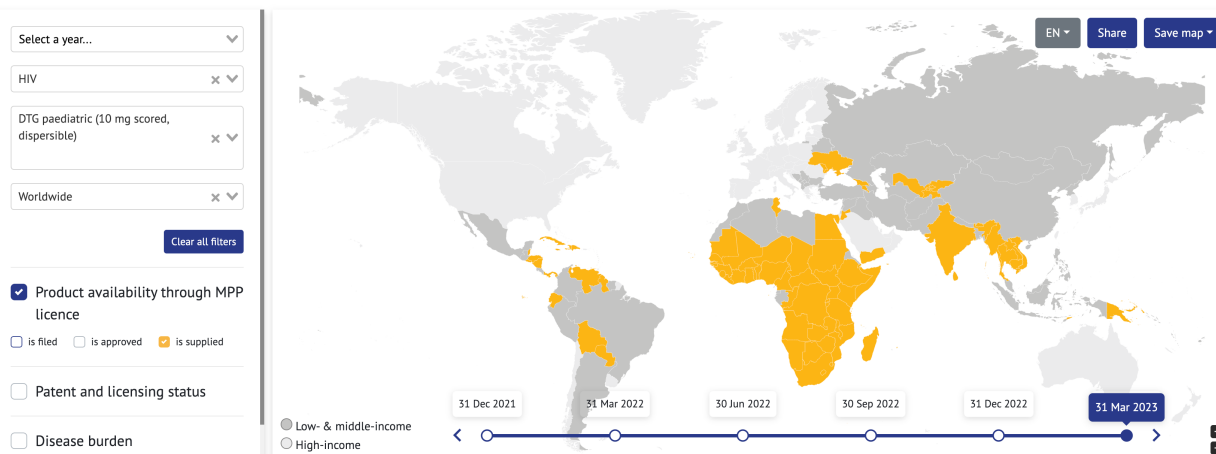 Select a year...
HIV
DTG paediatric (10 mg scored,
dispersible)
Worldwide
Clear all filters
Product availability through MPP
licence
is filed
is approved
is supplied
Patent and licensing status
Disease burden
EN
Share
Save map
31 Dec 2021
31 Mar 2022
30 Jun 2022
30 Sep 2022
31 Dec 2022
31 Mar 2023
Low- & middle-income
High-income